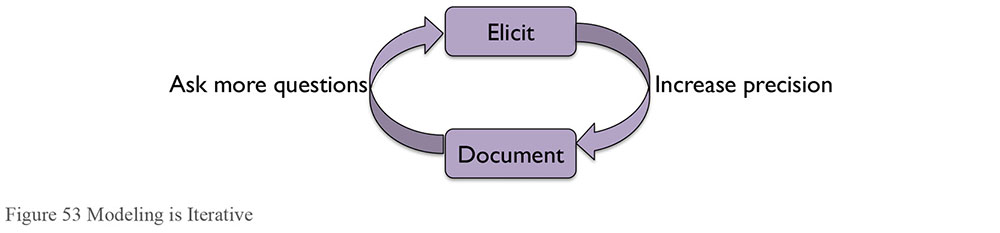 Elicit
Ask more questions
Increase precision
Document
Figure 53 Modeling is Iterative